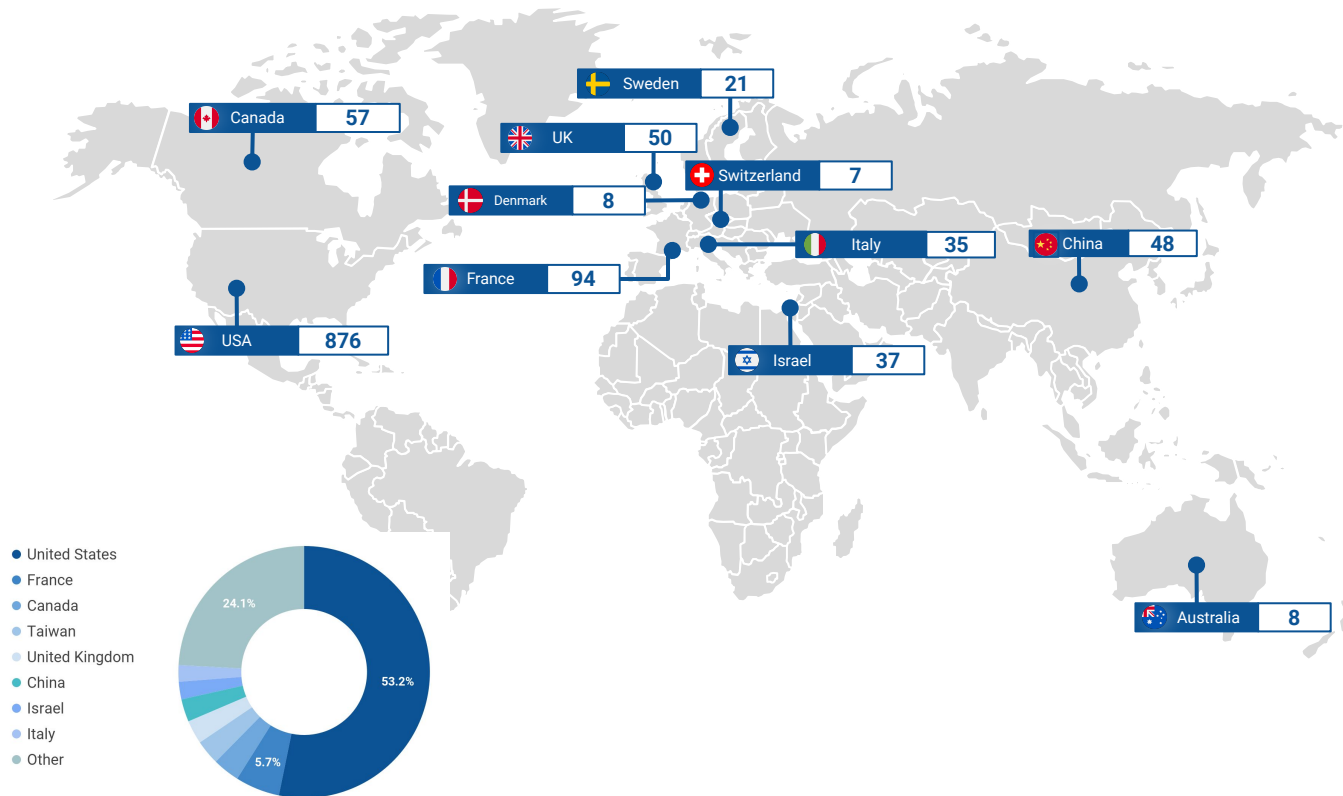 Sweden 21
Canada 57
UK 50
Switzerland 7
Denmark 8
Italy 35
China 48
France 94
USA 876
Israel 37
Australia 8
United States
France
Canada
Taiwan
United Kingdom
China
Israel
Italy
Other
24.1%
53.2%
5.7%